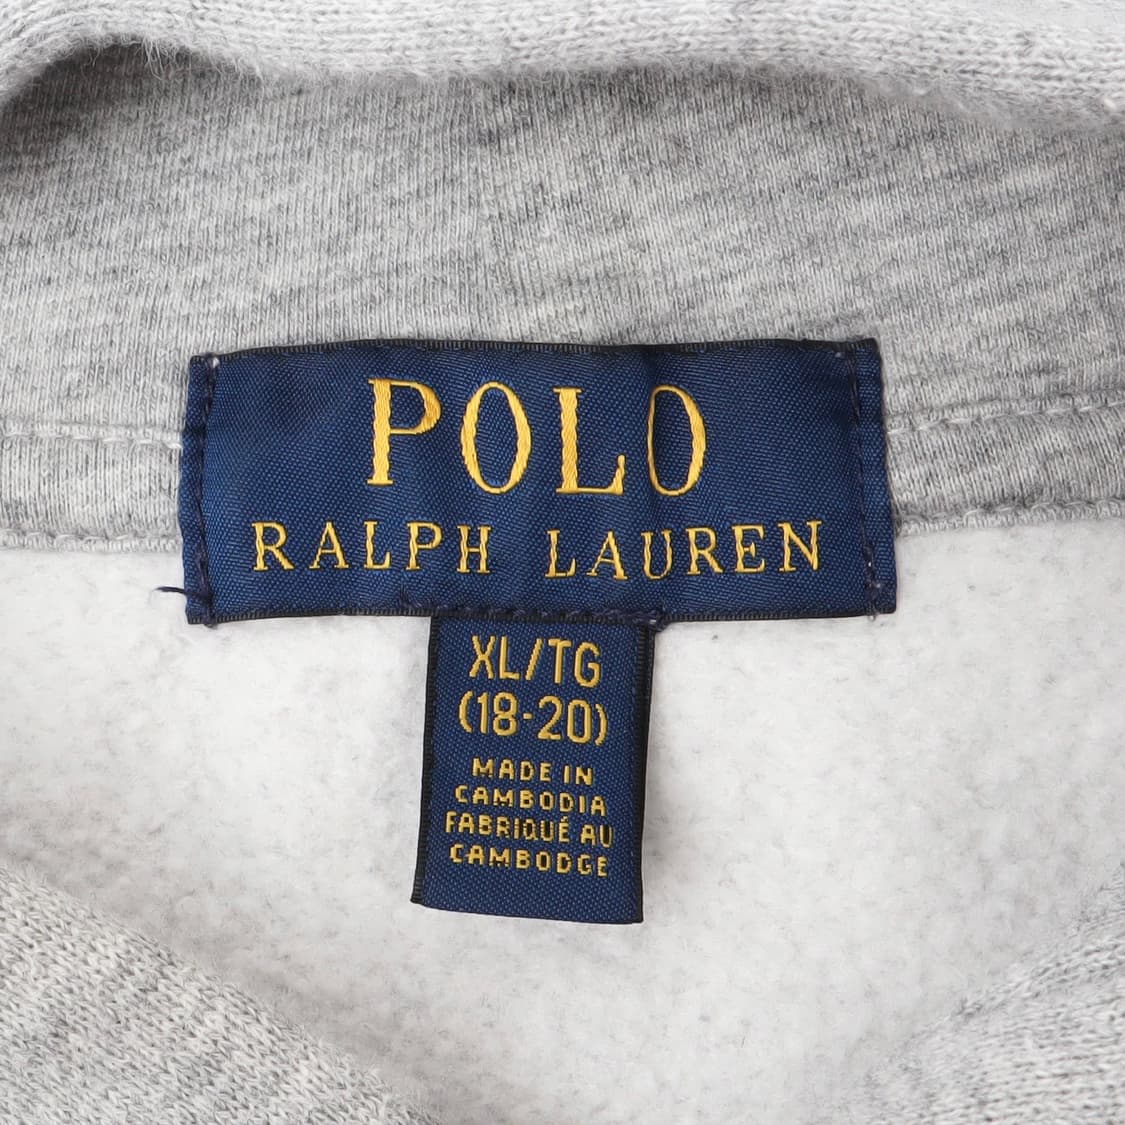 POLO
RALPH LAUREN
XL/TG
(18-20)
MADE IN
CAMBODIA
FABRIQUÉ AU
CAMBODGE